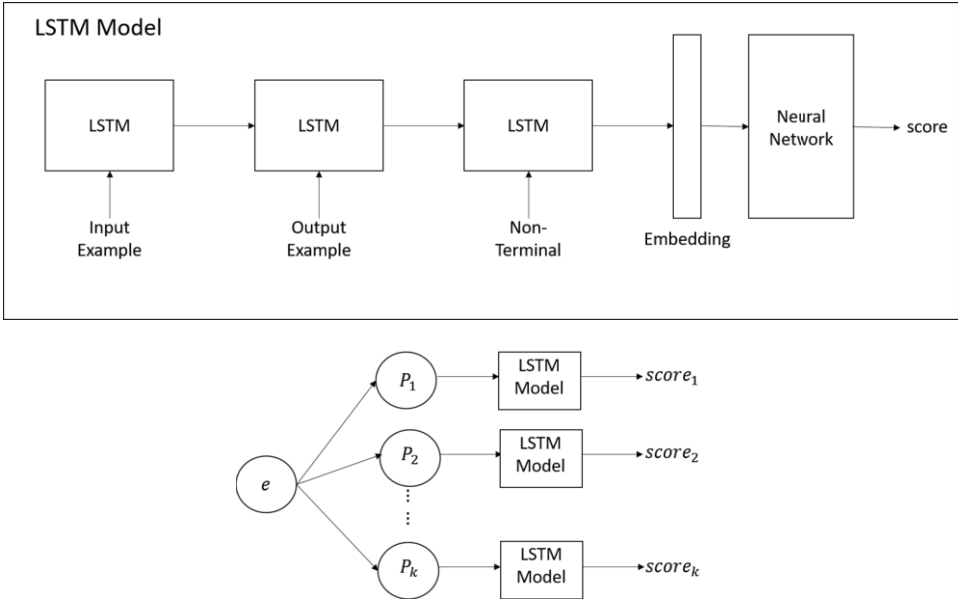 LSTM Model
LSTM
LSTM
LSTM
Neural
Network
score
Input
Example
Output
Example
Non-
Terminal
Embedding
P₁
LSTM
Model
score₁
P₂
LSTM
Model
score₂
e
Pₖ
LSTM
Model
scoreₖ